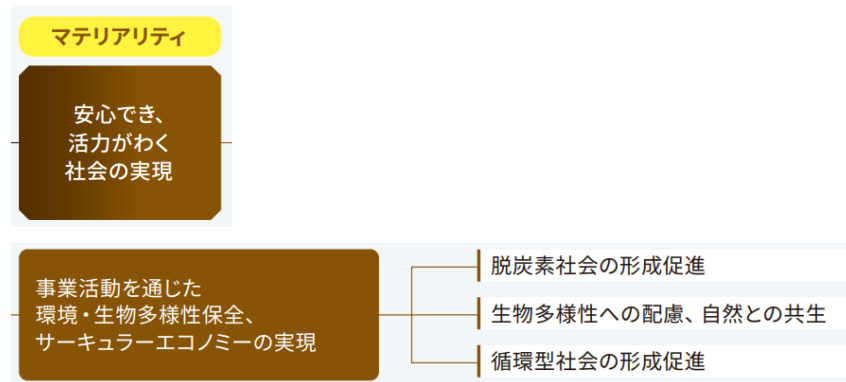 マテリアリティ
安心でき、
活力がわく
社会の実現
事業活動を通じた
環境・生物多様性保全、
サーキュラーエコノミーの実現
脱炭素社会の形成促進
生物多様性への配慮、自然との共生
循環型社会の形成促進